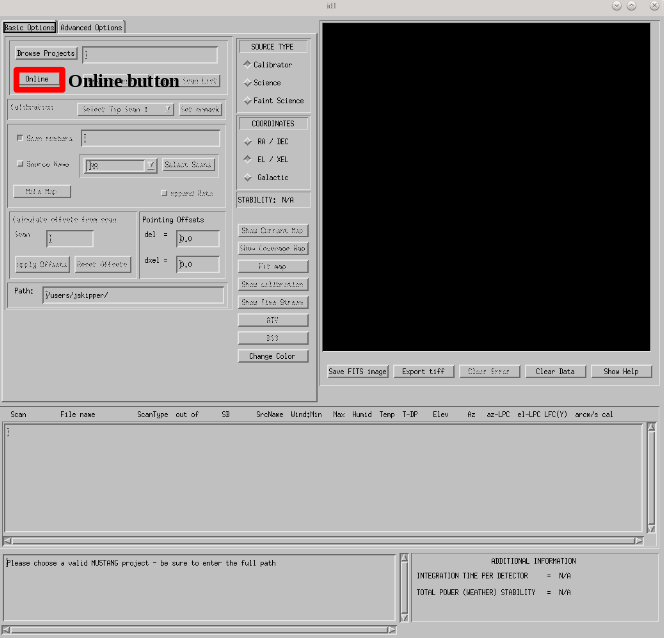 all
Basic Options Advanced Options
Browse Projects
Online Online button
Scan List
Calibration: Select Top Scan # Set onmask
Scan numbers
Source Name Select Scans
Make Map
Append Data
Calculate offsets from scan
Scan
Apply Offsets Reset Offsets
Pointing Offsets
del = 0.0
dxel = 0.0
Path: /users/jskipper/
SOURCE TYPE
Calibrator
Science
Faint Science
COORDINATES
RA / DEC
EL / XEL
Galactic
STABILITY: N/A
Show Current Map
Show Coverage Map
Fit map
Show calibration
Show Time Stream
ATV
DS9
Change Color
Save FITS image Export tiff Clear Error Clear Data Show Help
Scan File name ScanType out of SB SrcName Wind;Min Max Humid Temp T-DP Elev Az az-LPC el-LPC LFC(Y) arcm/s cal
Please choose a valid MUSTANG project - be sure to enter the full path
ADDITIONAL INFORMATION
INTEGRATION TIME PER DETECTOR = N/A
TOTAL POWER (WEATHER) STABILITY = N/A